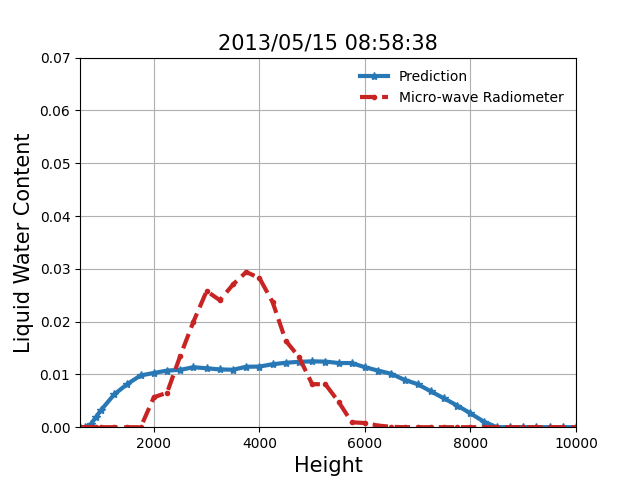 2013/05/15 08:58:38
Prediction
Micro-wave Radiometer
Liquid Water Content
0.07
0.06
0.05
0.04
0.03
0.02
0.01
0.00
2000 4000 6000 8000 10000
Height